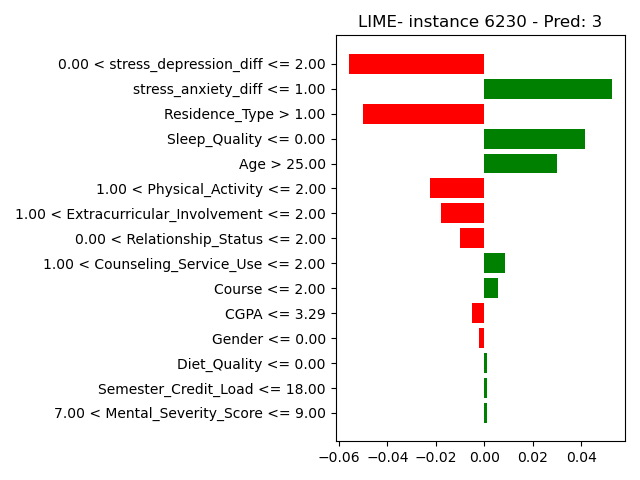 LIME- instance 6230 - Pred: 3
0.00 < stress_depression_diff <= 2.00
stress_anxiety_diff <= 1.00
Residence_Type > 1.00
Sleep_Quality <= 0.00
Age > 25.00
1.00 < Physical_Activity <= 2.00
1.00 < Extracurricular_Involvement <= 2.00
0.00 < Relationship_Status <= 2.00
1.00 < Counseling_Service_Use <= 2.00
Course <= 2.00
CGPA <= 3.29
Gender <= 0.00
Diet_Quality <= 0.00
Semester_Credit_Load <= 18.00
7.00 < Mental_Severity_Score <= 9.00
−0.06 −0.04 −0.02 0.00 0.02 0.04